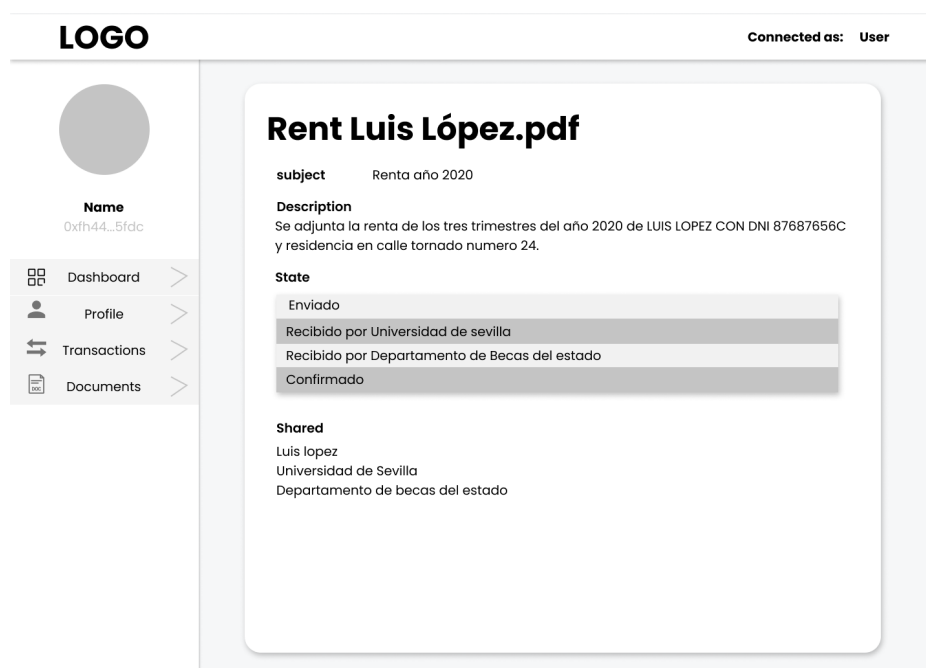 LOGO
Connected as: User
Name
0xfh44...5fdc
Dashboard
Profile
Transactions
DOC
Documents
Rent Luis López.pdf
subject Renta año 2020
Description
Se adjunta la renta de los tres trimestres del año 2020 de LUIS LOPEZ CON DNI 87687656C
y residencia en calle tornado numero 24.
State
Enviado
Recibido por Universidad de sevilla
Recibido por Departamento de Becas del estado
Confirmado
Shared
Luis lopez
Universidad de Sevilla
Departamento de becas del estado